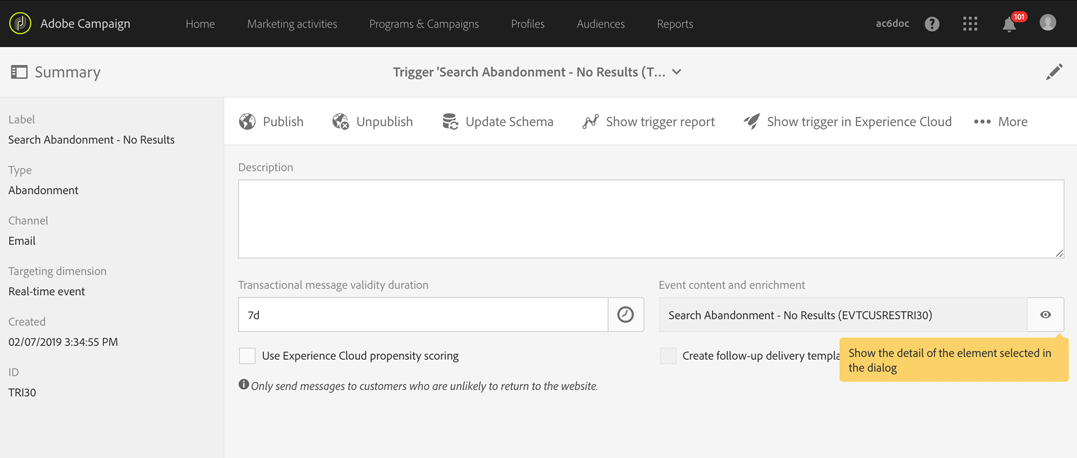 Adobe Campaign Home Marketing activities Programs & Campaigns Profiles Audiences Reports ac6doc ? 101
Summary Trigger 'Search Abandonment - No Results (T...
Label
Search Abandonment - No Results
Type
Abandonment
Channel
Email
Targeting dimension
Real-time event
Created
02/07/2019 3:34:55 PM
ID
TRI30
Publish Unpublish Update Schema Show trigger report Show trigger in Experience Cloud More
Description
Transactional message validity duration Event content and enrichment
7d Search Abandonment - No Results (EVTCUSRESTRI30)
Use Experience Cloud propensity scoring Create follow-up delivery templa
Show the detail of the element selected in
the dialog
Only send messages to customers who are unlikely to return to the website.